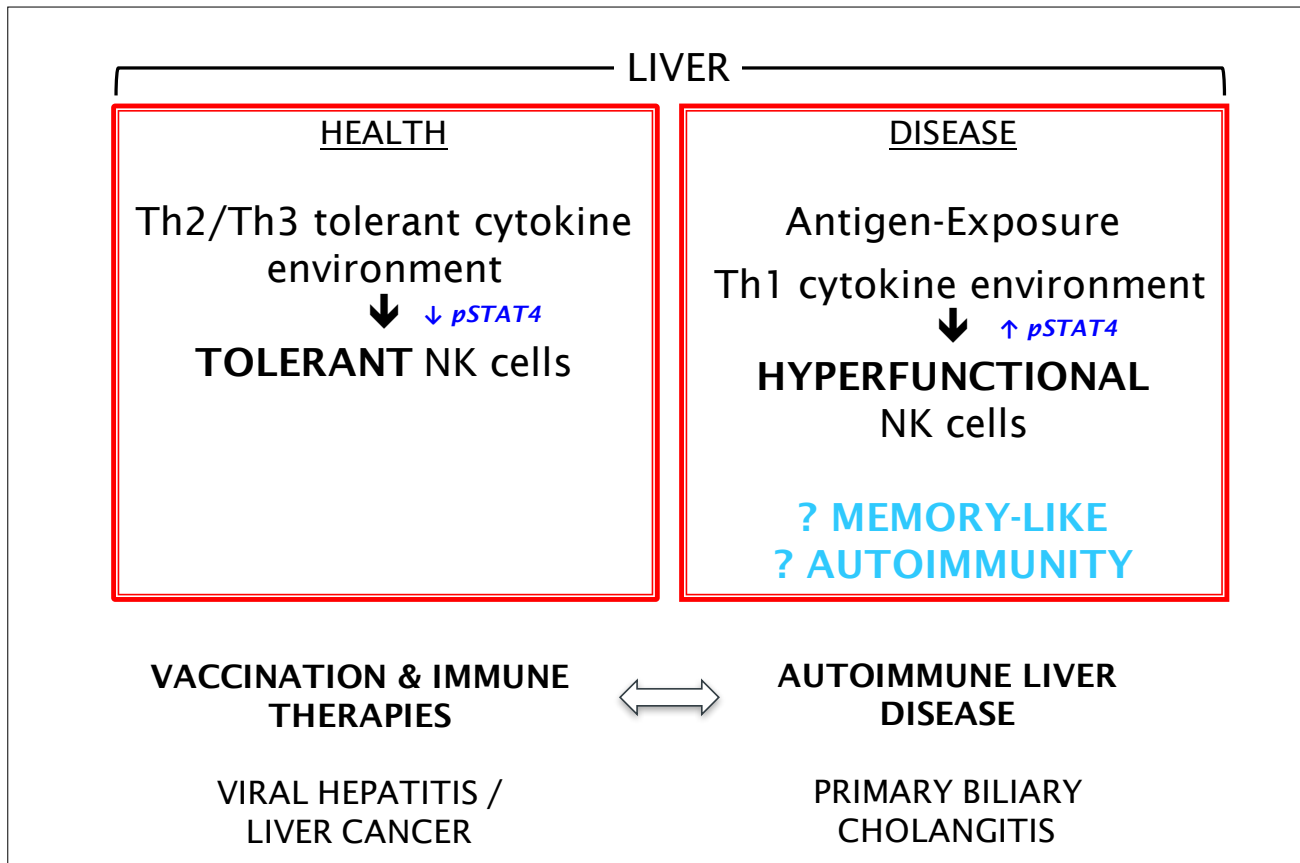 LIVER
HEALTH
Th2/Th3 tolerant cytokine
environment
↓ pSTAT4
TOLERANT NK cells
DISEASE
Antigen-Exposure
Th1 cytokine environment
↑ pSTAT4
HYPERFUNCTIONAL
NK cells
? MEMORY-LIKE
? AUTOIMMUNITY
VACCINATION & IMMUNE
THERAPIES
AUTOIMMUNE LIVER
DISEASE
VIRAL HEPATITIS /
LIVER CANCER
PRIMARY BILIARY
CHOLANGITIS